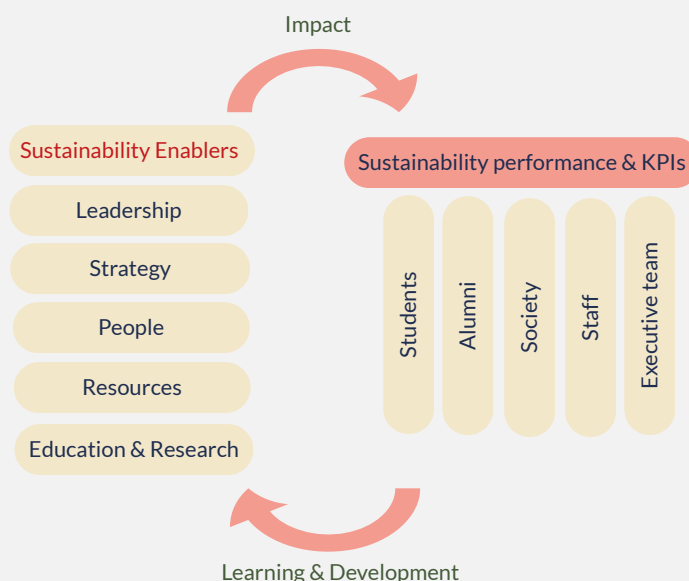 Impact
Sustainability Enablers
Leadership
Strategy
People
Resources
Education & Research
Sustainability performance & KPIs
Students
Alumni
Society
Staff
Executive team
Learning & Development